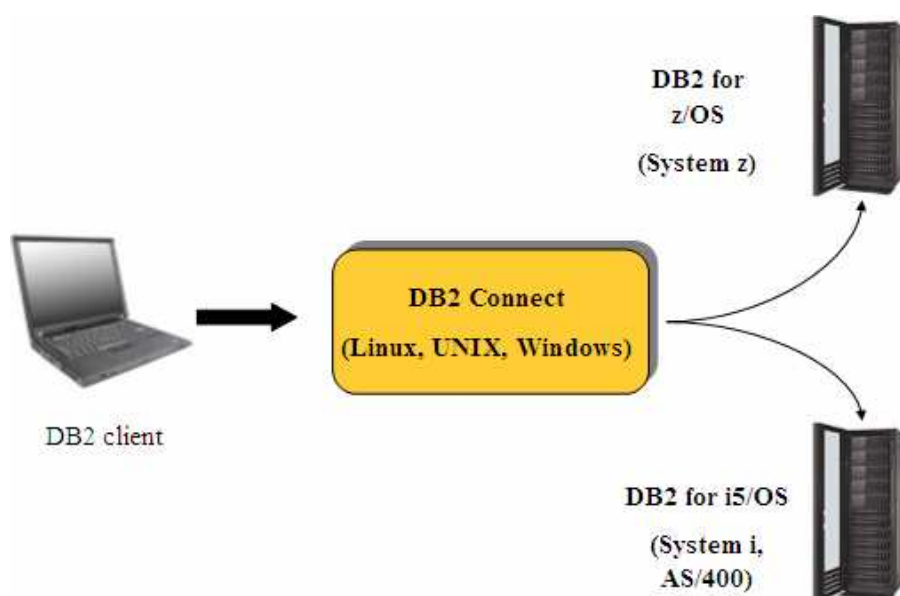 DB2 for
z/OS
(System z)
DB2 Connect
(Linux, UNIX, Windows)
DB2 client
DB2 for i5/OS
(System i,
AS/400)